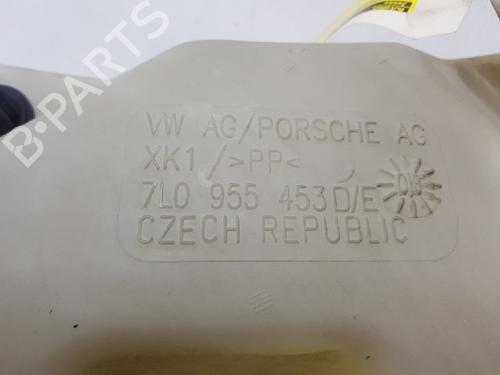 B-PARTS
VW AG/PORSCHE AG
XK1 />PP<
7L0 955 453 D/E
CZECH REPUBLIC